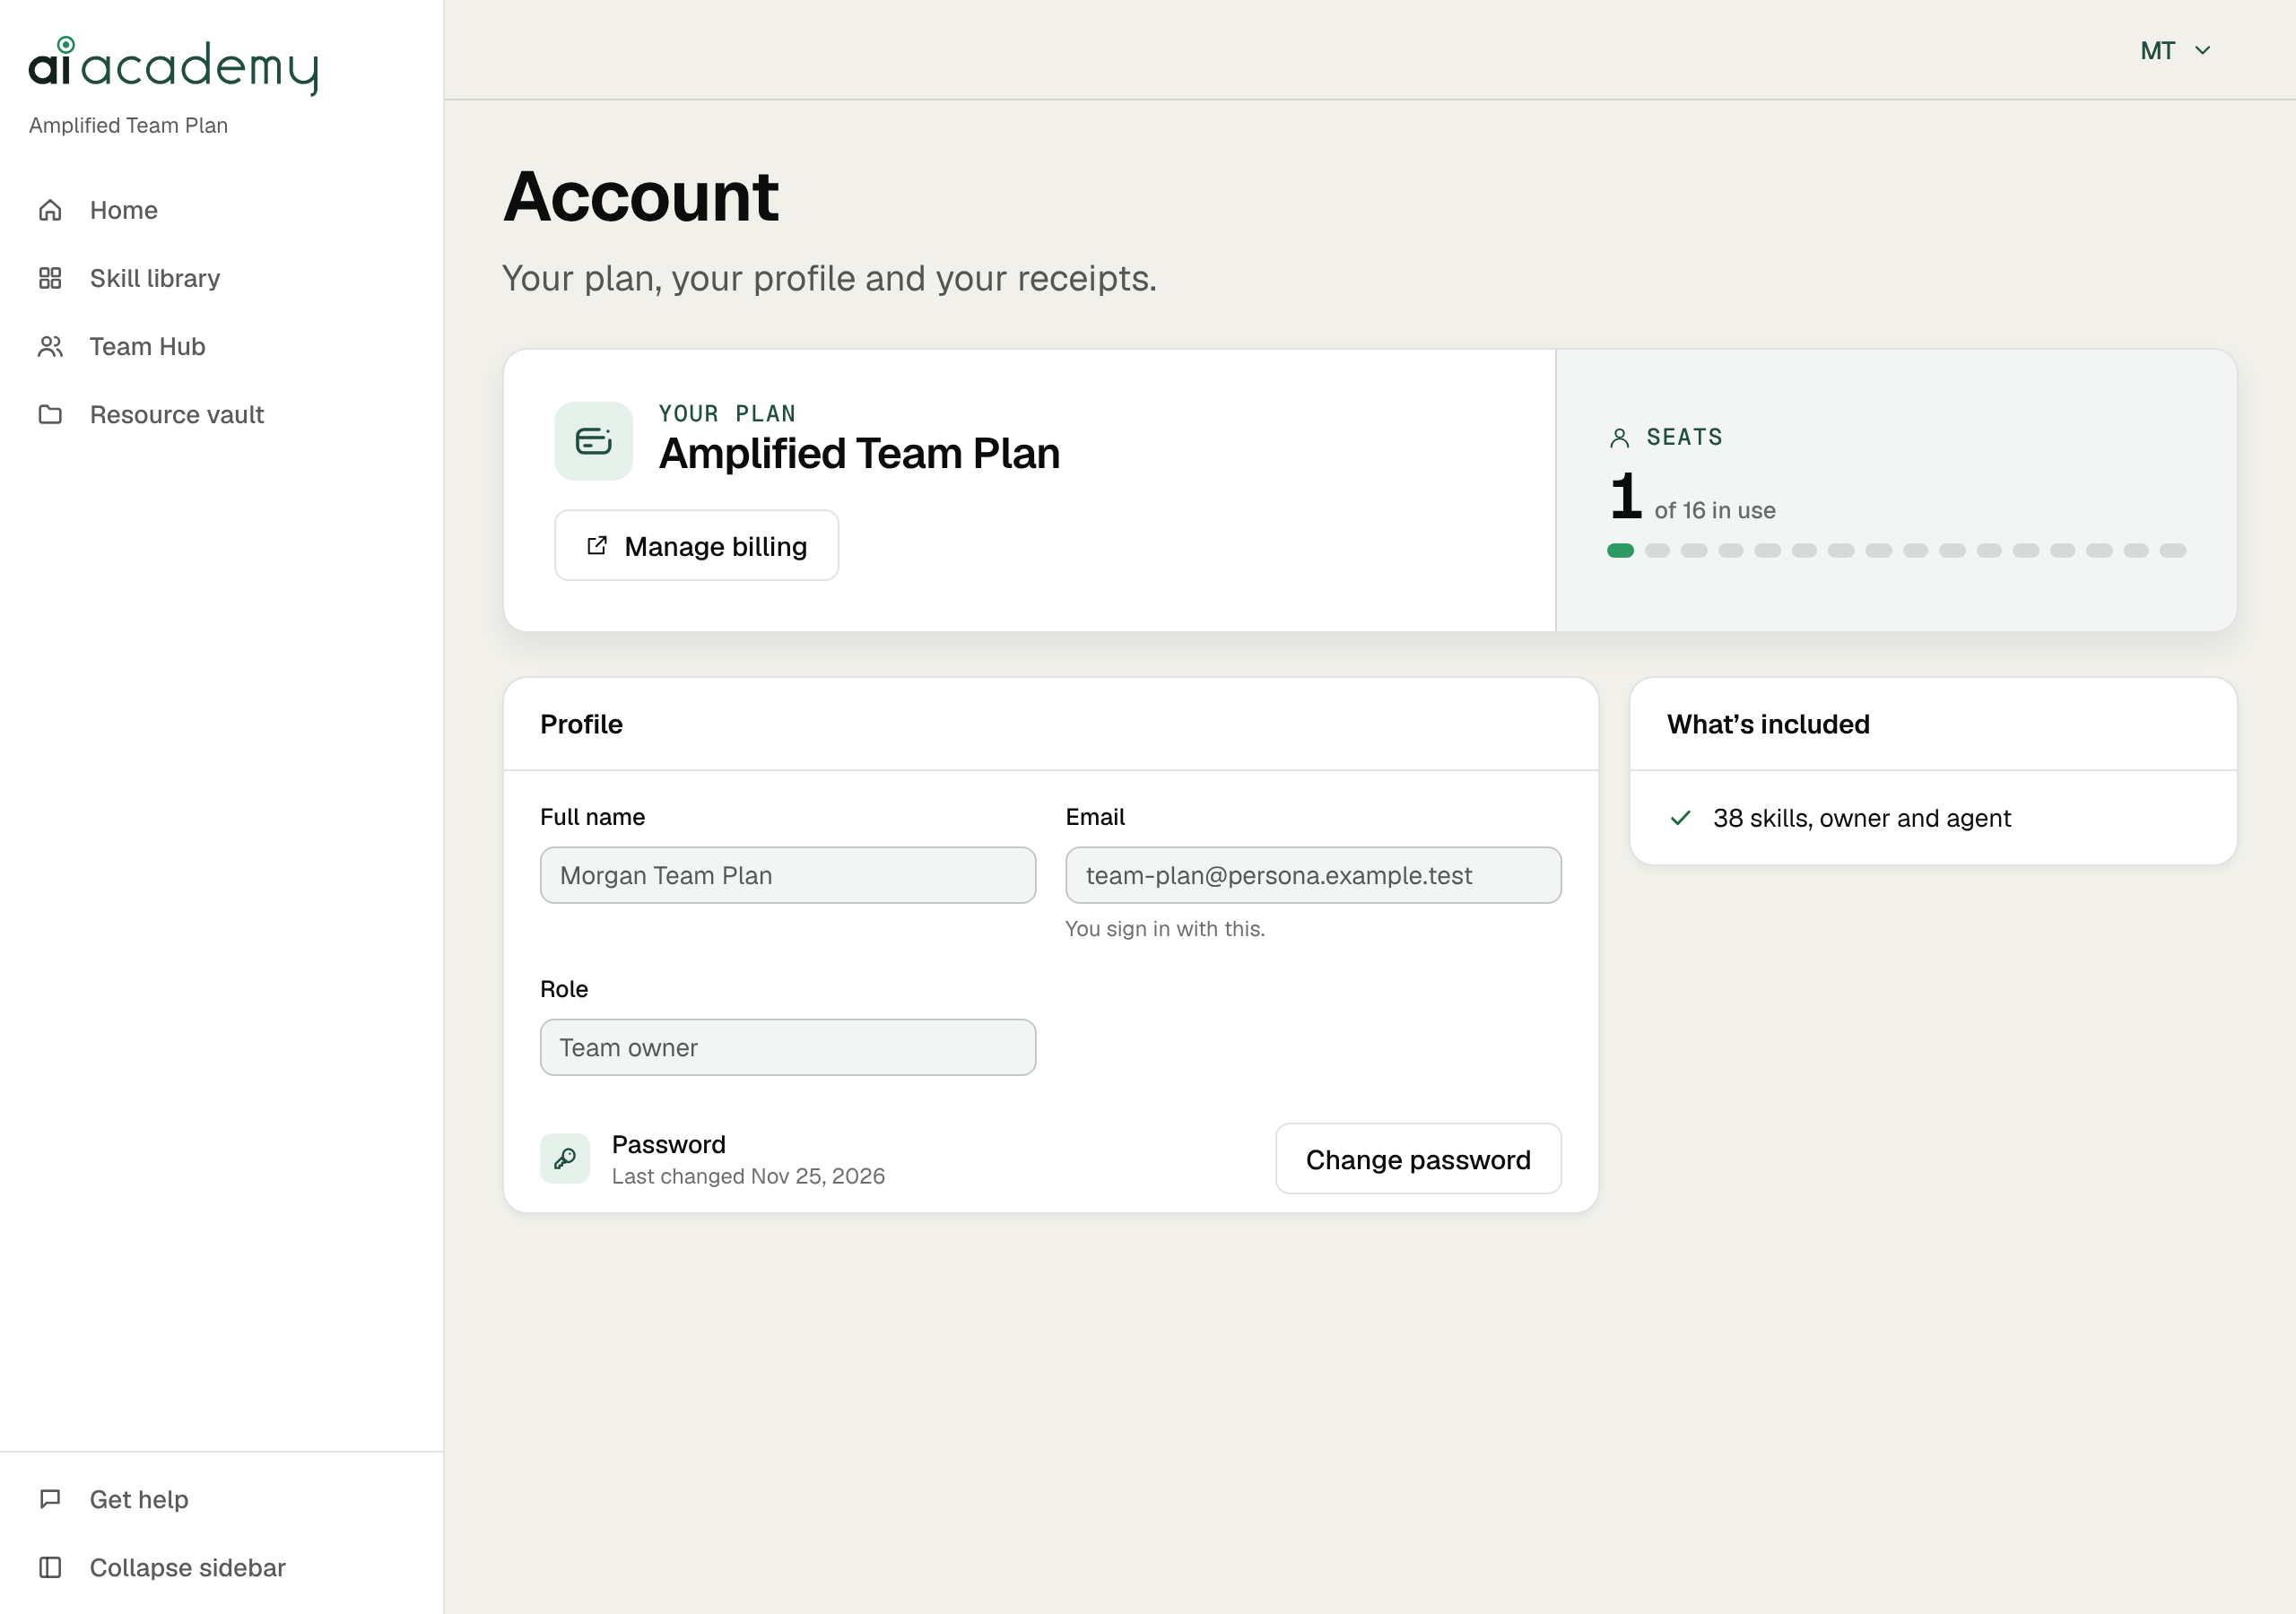 ai academy
Amplified Team Plan
Home
Skill library
Team Hub
Resource vault
Get help
Collapse sidebar
MT
Account
Your plan, your profile and your receipts.
YOUR PLAN
Amplified Team Plan
Manage billing
SEATS
1 of 16 in use
Profile
Full name
Morgan Team Plan
Email
team-plan@persona.example.test
You sign in with this.
Role
Team owner
Password
Last changed Nov 25, 2026
Change password
What’s included
38 skills, owner and agent